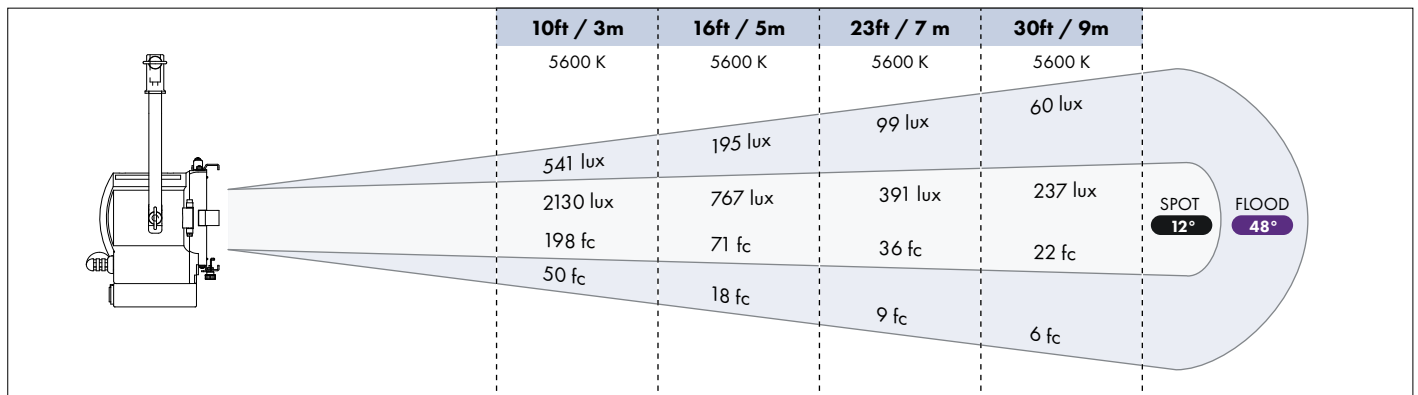 10ft / 3m 16ft / 5m 23ft / 7 m 30ft / 9m
5600 K 5600 K 5600 K 5600 K
541 lux 195 lux 99 lux 60 lux
2130 lux 767 lux 391 lux 237 lux
198 fc 71 fc 36 fc 22 fc
50 fc 18 fc 9 fc 6 fc
SPOT FLOOD
12° 48°